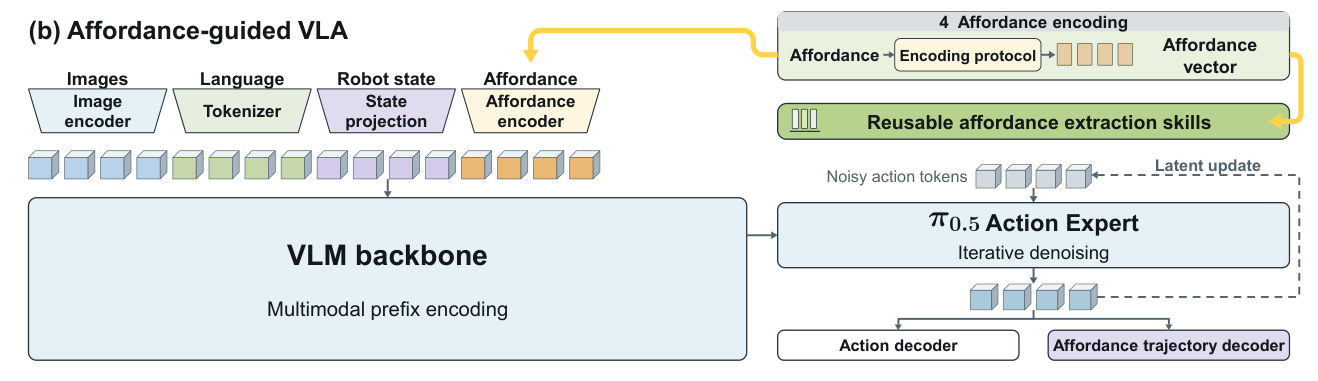 (b) Affordance-guided VLA
Images
Language
Robot state
Affordance
Image
encoder
Tokenizer
State
projection
Affordance
encoder
VLM backbone
Multimodal prefix encoding
4 Affordance encoding
Affordance
Encoding protocol
Affordance
vector
Reusable affordance extraction skills
Noisy action tokens
Latent update
π0.5 Action Expert
Iterative denoising
Action decoder
Affordance trajectory decoder